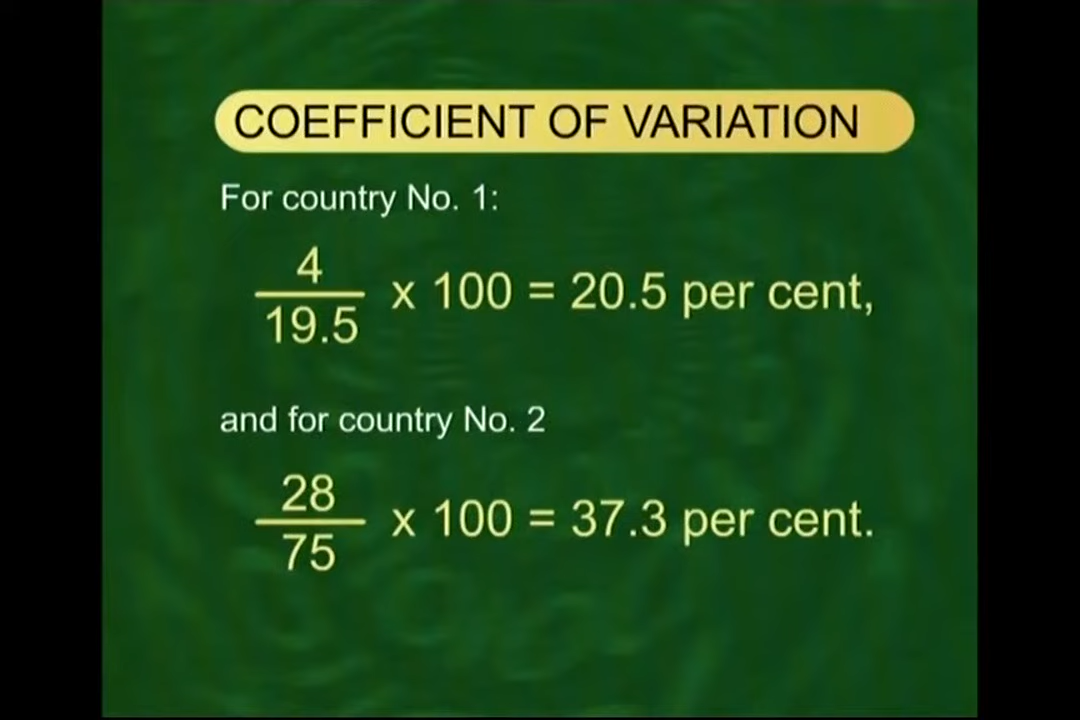 COEFFICIENT OF VARIATION
For country No. 1:
4
19.5
x 100 = 20.5 per cent,
and for country No. 2
28
75
x 100 = 37.3 per cent.